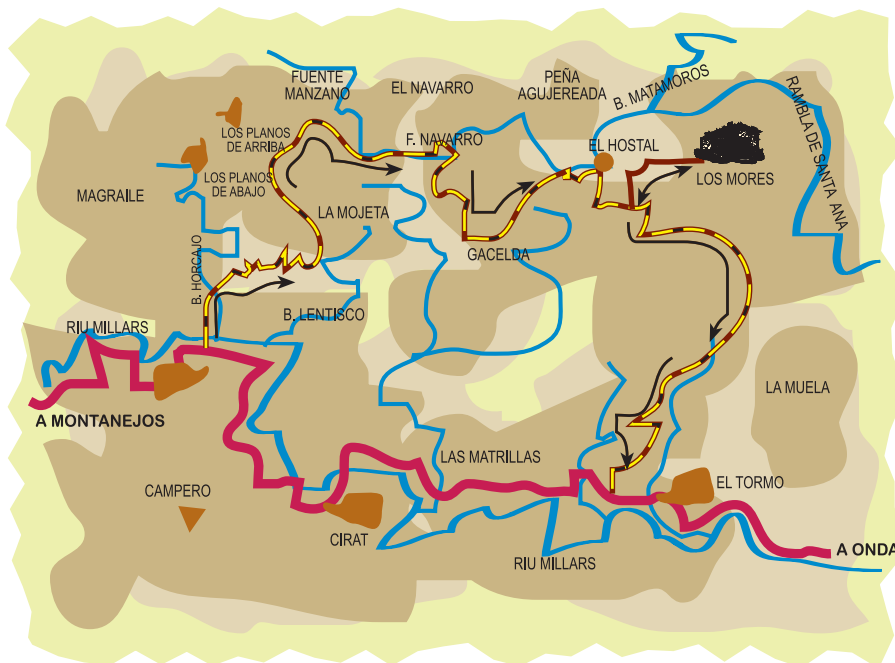 FUENTE
MANZANO
EL NAVARRO
PEÑA
AGUJEREADA
B. MATAMOROS
RAMBLA DE SANTA ANA
LOS PLANOS
DE ARRIBA
F. NAVARRO
EL HOSTAL
LOS PLANOS
DE ABAJO
MAGRAILE
LOS MORES
LA MOJETA
GACELDA
B. HORCAJO
B. LENTISCO
RIU MILLARS
LA MUELA
A MONTANEJOS
LAS MATRILLAS
EL TORMO
CAMPERO
CIRAT
A ONDA
RIU MILLARS